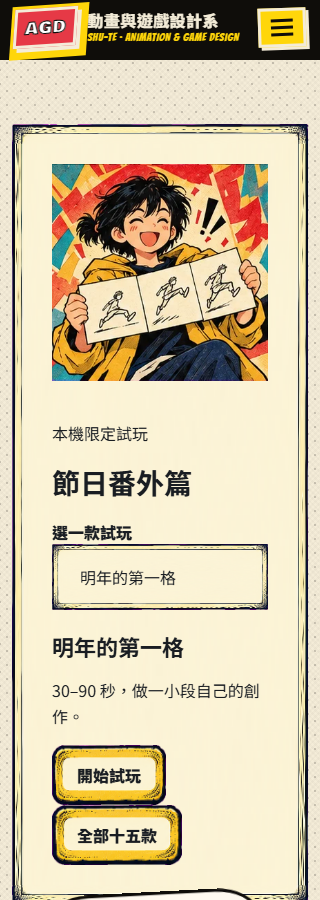 AGD
動畫與遊戲設計系
SHU-TE · ANIMATION & GAME DESIGN
本機限定試玩
節日番外篇
選一款試玩
明年的第一格
明年的第一格
30–90 秒，做一小段自己的創
作。
開始試玩
全部十五款